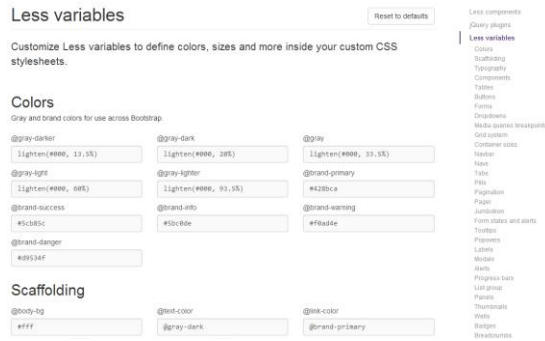 Less variables
Reset to defaults
Customize Less variables to define colors, sizes and more inside your custom CSS
stylesheets.
Colors
Gray and brand colors for use across Bootstrap.
@gray-darker @gray-dark @gray
lighten(#000, 13.5%) lighten(#000, 20%) lighten(#000, 33.5%)
@gray-light @gray-lighter @brand-primary
lighten(#000, 60%) lighten(#000, 93.5%) #428bca
@brand-success @brand-info @brand-warning
#5cb85c #5bc0de #f0ad4e
@brand-danger
#d9534f
Scaffolding
@body-bg @text-color @link-color
#fff @gray-dark @brand-primary
Less components
jQuery plugins
Less variables
Colors
Scaffolding
Typography
Components
Tables
Buttons
Forms
Dropdowns
Media queries breakpoints
Grid system
Container sizes
Navbar
Navs
Tabs
Pills
Pagination
Pager
Jumbotron
Form states and alerts
Tooltips
Popovers
Labels
Modals
Alerts
Progress bars
List group
Panels
Thumbnails
Wells
Badges
Breadcrumbs